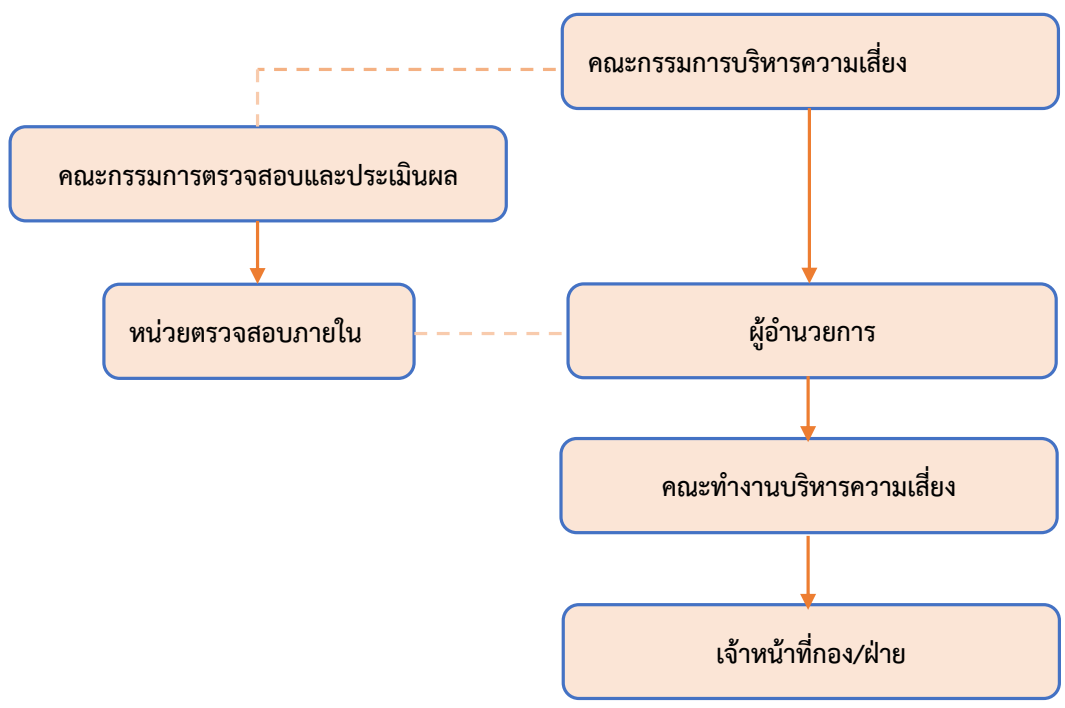 คณะกรรมการบริหารความเสี่ยง
คณะกรรมการตรวจสอบและประเมินผล
หน่วยตรวจสอบภายใน
ผู้อำนวยการ
คณะทำงานบริหารความเสี่ยง
เจ้าหน้าที่กอง/ฝ่าย